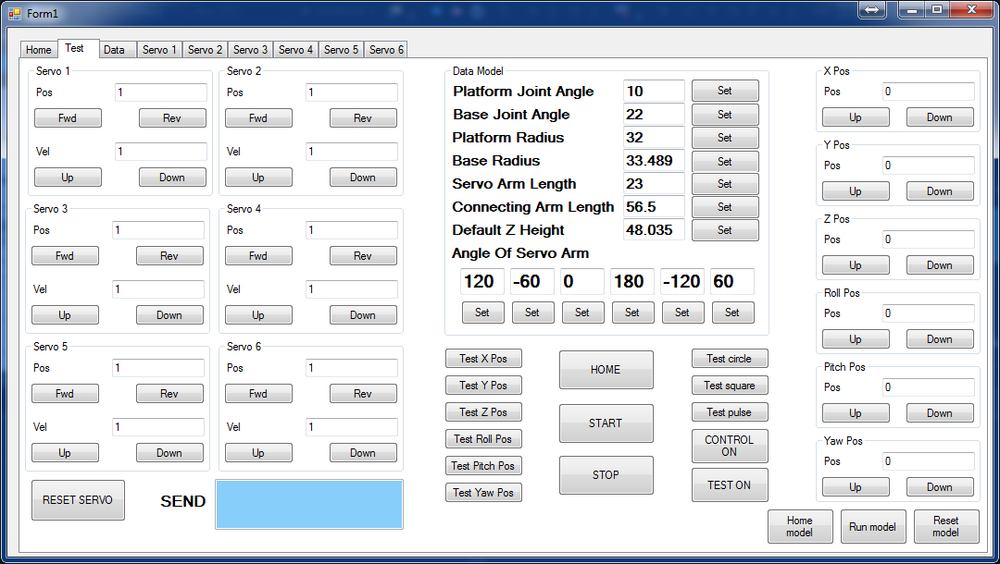 Form1
Home Test Data Servo 1 Servo 2 Servo 3 Servo 4 Servo 5 Servo 6
Servo 1
Pos 1
Fwd Rev
Vel 1
Up Down
Servo 2
Pos 1
Fwd Rev
Vel 1
Up Down
Servo 3
Pos 1
Fwd Rev
Vel 1
Up Down
Servo 4
Pos 1
Fwd Rev
Vel 1
Up Down
Servo 5
Pos 1
Fwd Rev
Vel 1
Up Down
Servo 6
Pos 1
Fwd Rev
Vel 1
Up Down
RESET SERVO
SEND
Data Model
Platform Joint Angle 10 Set
Base Joint Angle 22 Set
Platform Radius 32 Set
Base Radius 33.489 Set
Servo Arm Length 23 Set
Connecting Arm Length 56.5 Set
Default Z Height 48.035 Set
Angle Of Servo Arm
120 -60 0 180 -120 60
Set Set Set Set Set Set
Test X Pos
Test Y Pos
Test Z Pos
Test Roll Pos
Test Pitch Pos
Test Yaw Pos
HOME
START
STOP
Test circle
Test square
Test pulse
CONTROL
ON
TEST ON
X Pos
Pos 0
Up Down
Y Pos
Pos 0
Up Down
Z Pos
Pos 0
Up Down
Roll Pos
Pos 0
Up Down
Pitch Pos
Pos 0
Up Down
Yaw Pos
Pos 0
Up Down
Home
model
Run model
Reset
model